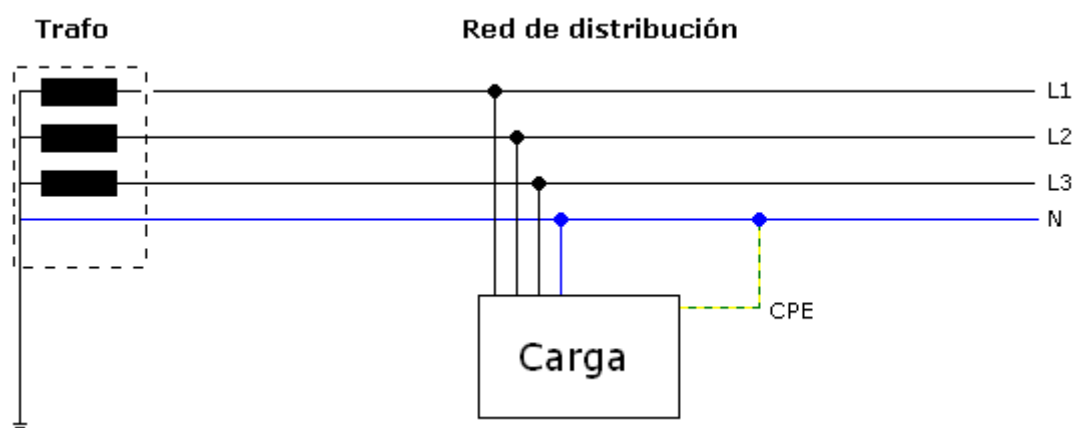 Trafo
Red de distribución
L1
L2
L3
N
CPE
Carga